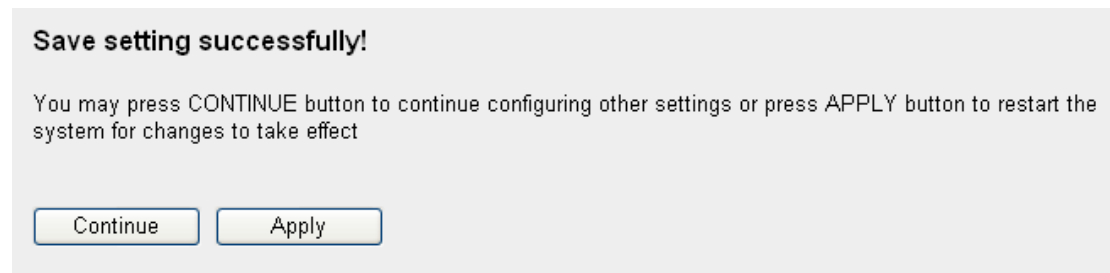 Save setting successfully!
You may press CONTINUE button to continue configuring other settings or press APPLY button to restart the
system for changes to take effect
Continue
Apply